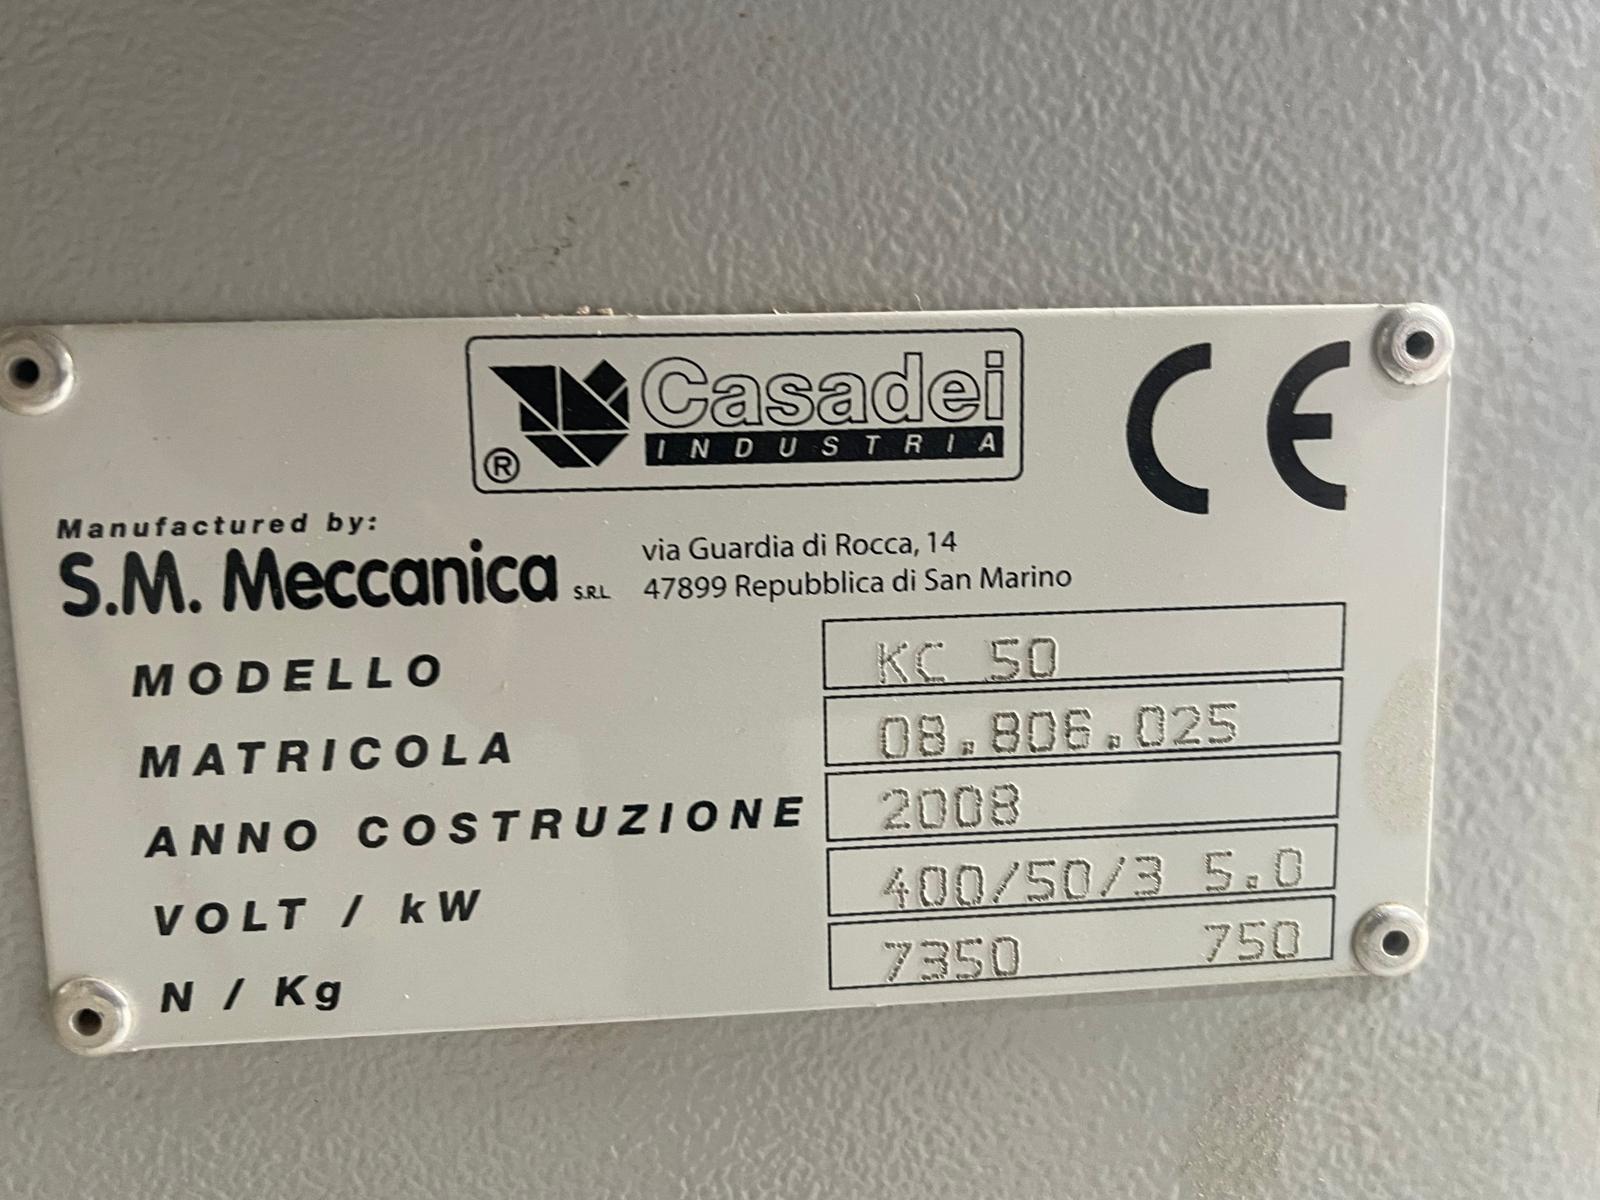 Casadei
INDUSTRIA
®
CE
Manufactured by:
S.M. Meccanica S.R.L.
via Guardia di Rocca, 14
47899 Repubblica di San Marino
MODELLO KC 50
MATRICOLA 08.806.025
ANNO COSTRUZIONE 2008
VOLT / kW 400/50/3 5.0
N / Kg 7350 750